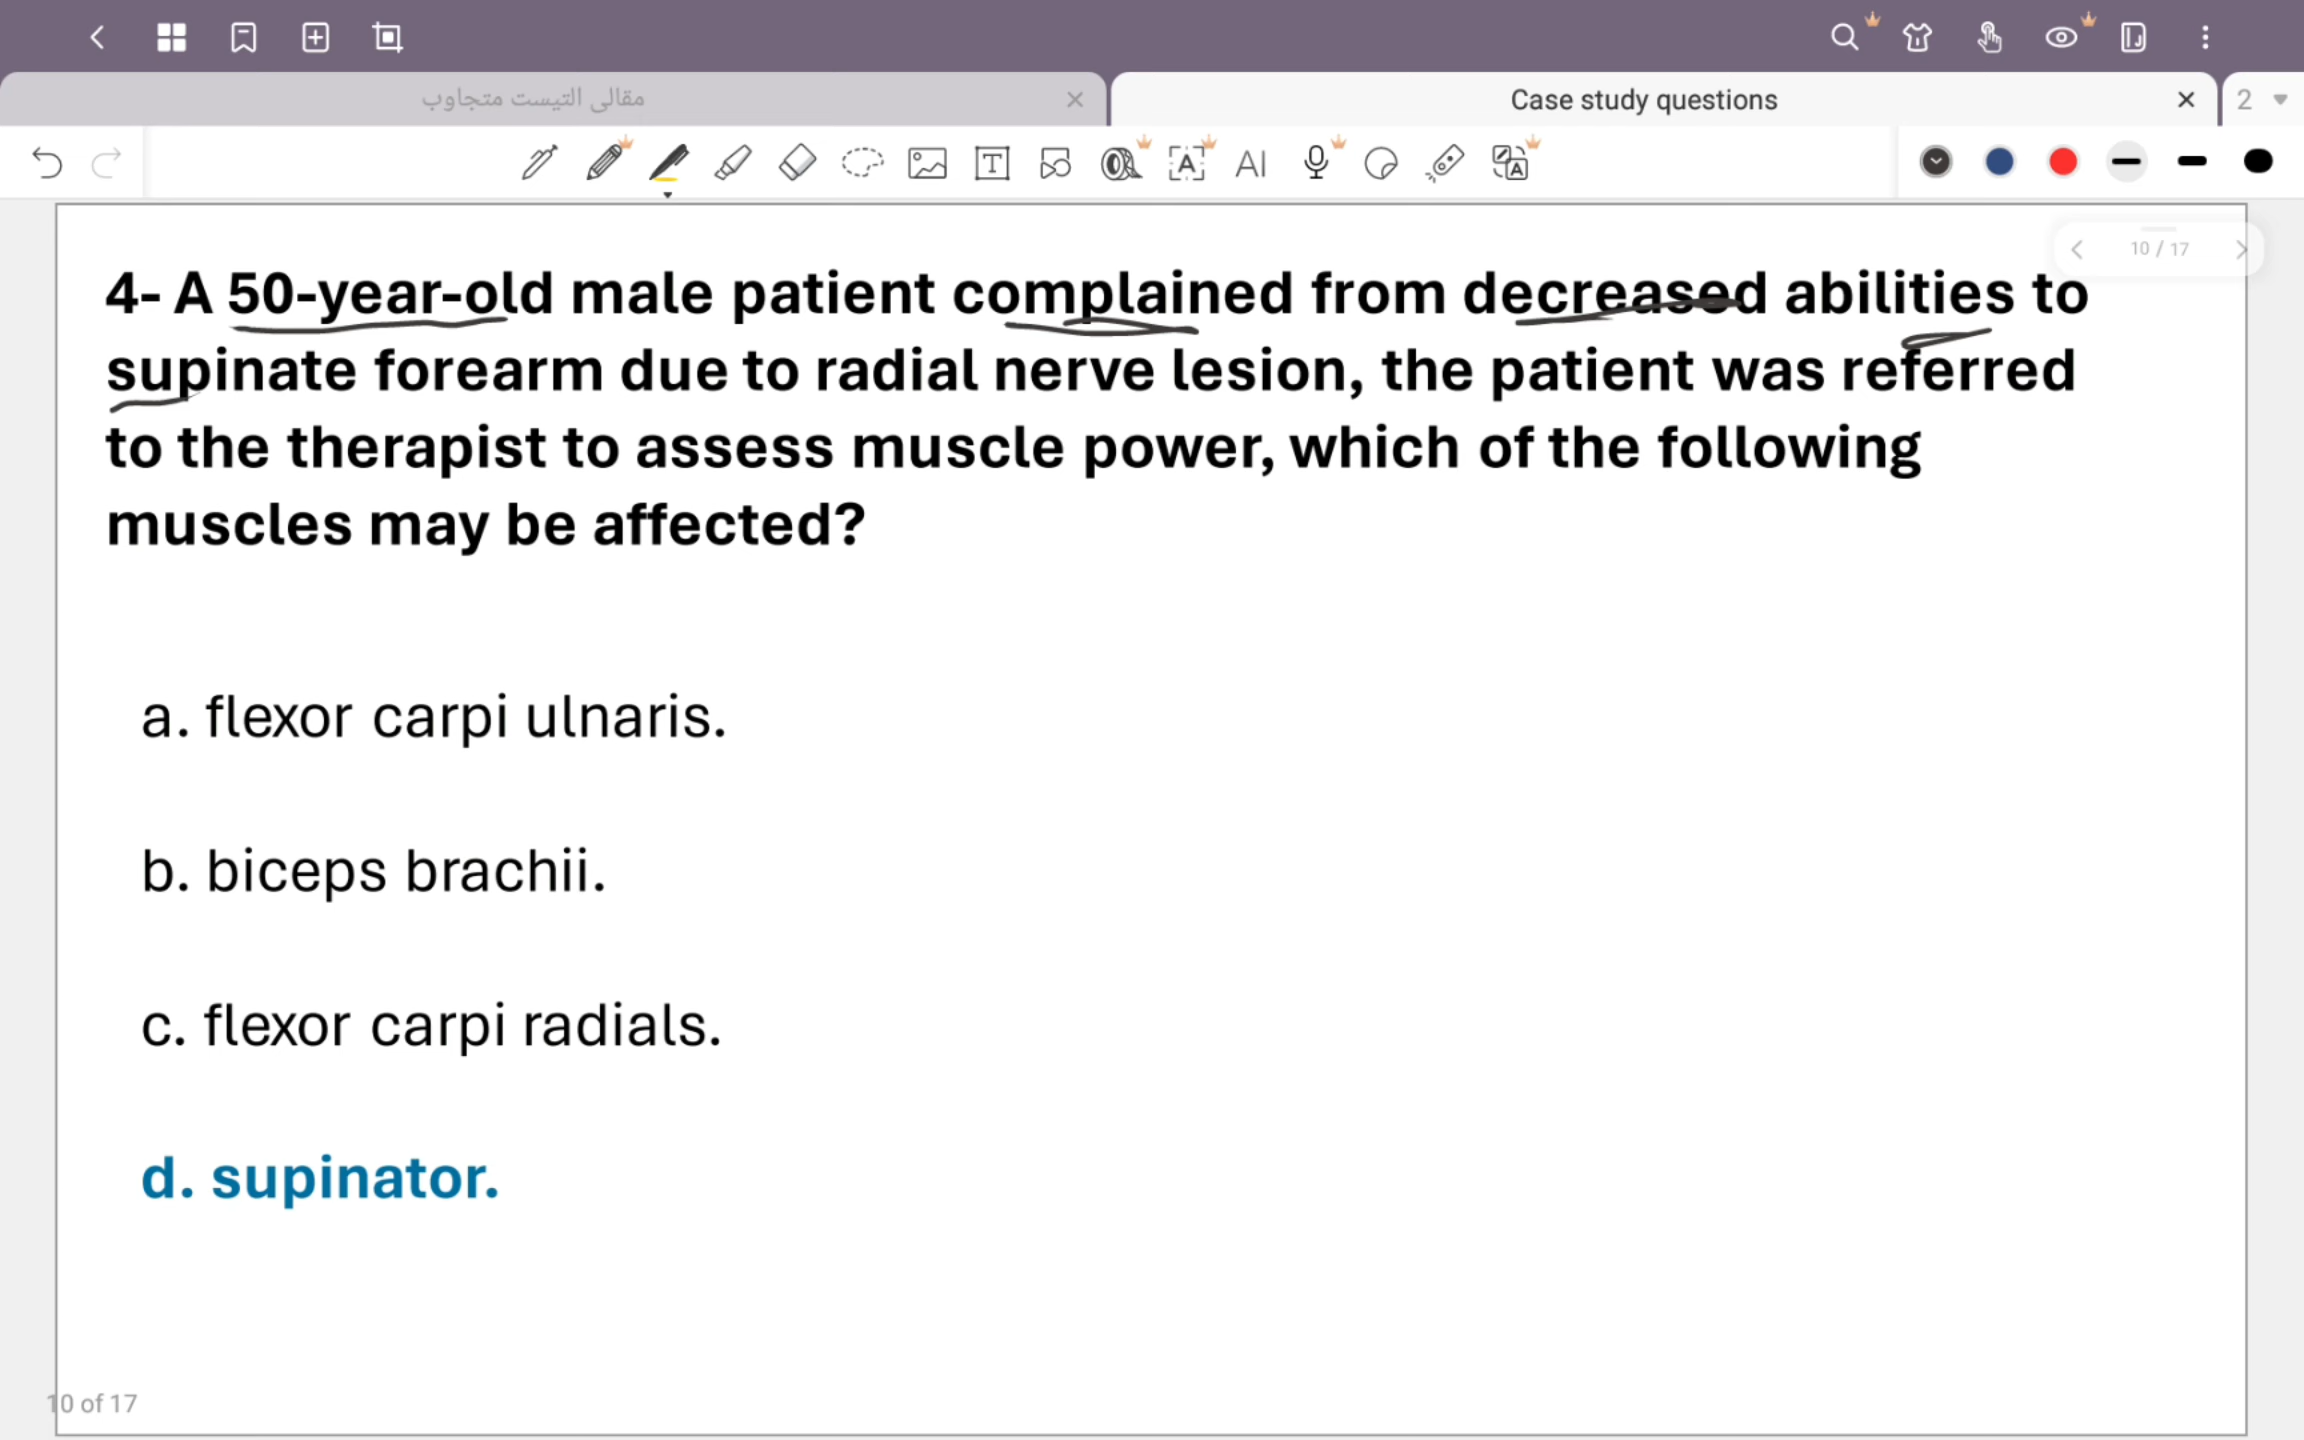 مقالى التيست متجاوب
Case study questions
2
AI
10 / 17
4- A 50-year-old male patient complained from decreased abilities to
supinate forearm due to radial nerve lesion, the patient was referred
to the therapist to assess muscle power, which of the following
muscles may be affected?
a. flexor carpi ulnaris.
b. biceps brachii.
c. flexor carpi radials.
d. supinator.
10 of 17